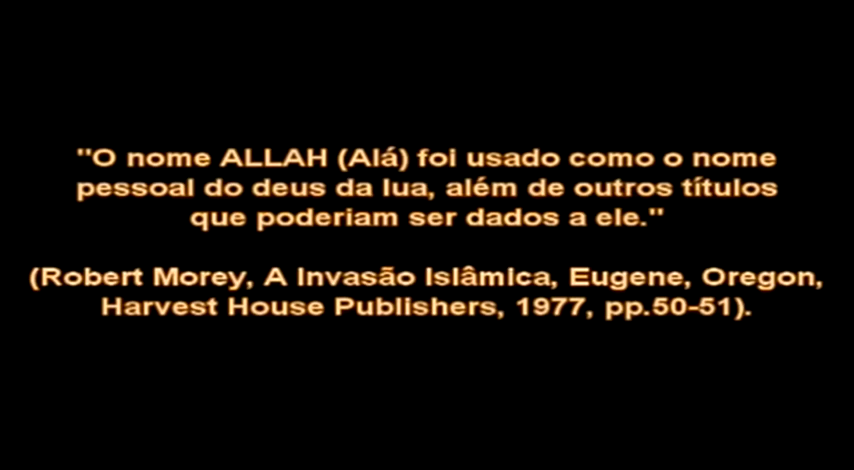 "O nome ALLAH (Alá) foi usado como o nome
pessoal do deus da lua, além de outros títulos
que poderiam ser dados a ele."
(Robert Morey, A Invasão Islâmica, Eugene, Oregon,
Harvest House Publishers, 1977, pp.50-51).